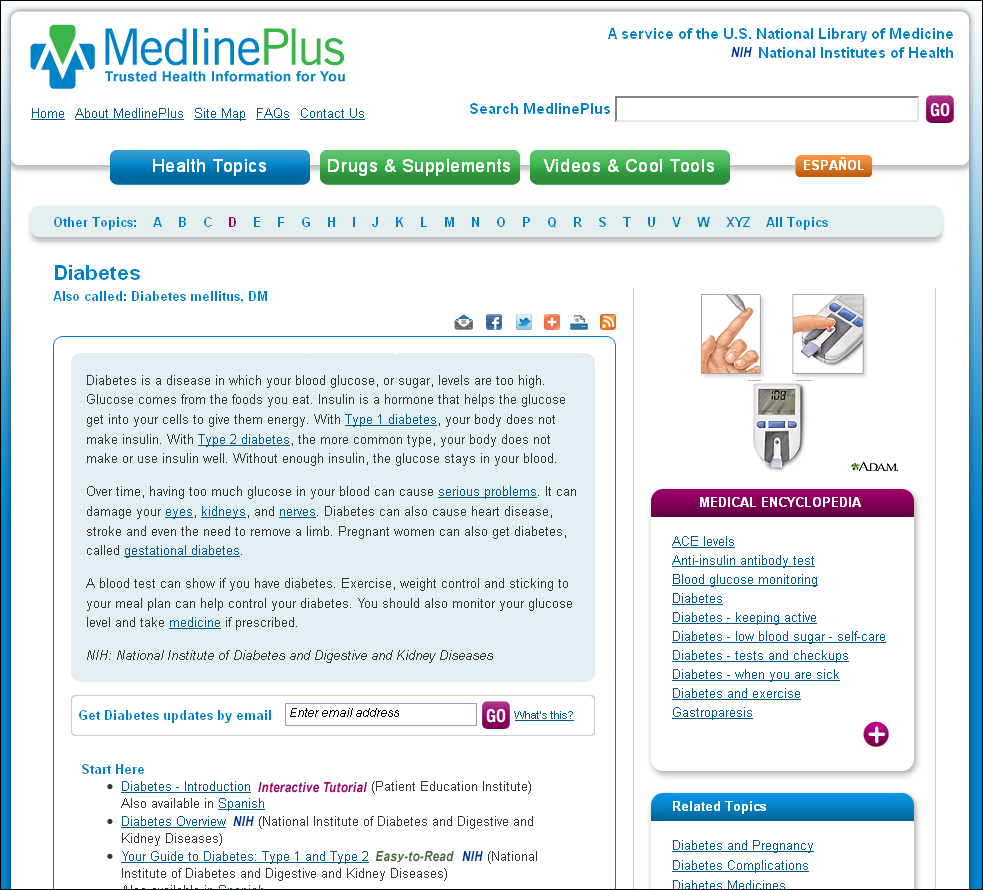 MedlinePlus
Trusted Health Information for You
A service of the U.S. National Library of Medicine
NIH National Institutes of Health
Home About MedlinePlus Site Map FAQs Contact Us
Search MedlinePlus GO
Health Topics Drugs & Supplements Videos & Cool Tools ESPAÑOL
Other Topics: A B C D E F G H I J K L M N O P Q R S T U V W XYZ All Topics
Diabetes
Also called: Diabetes mellitus, DM
Diabetes is a disease in which your blood glucose, or sugar, levels are too high.
Glucose comes from the foods you eat. Insulin is a hormone that helps the glucose
get into your cells to give them energy. With Type 1 diabetes, your body does not
make insulin. With Type 2 diabetes, the more common type, your body does not
make or use insulin well. Without enough insulin, the glucose stays in your blood.
Over time, having too much glucose in your blood can cause serious problems. It can
damage your eyes, kidneys, and nerves. Diabetes can also cause heart disease,
stroke and even the need to remove a limb. Pregnant women can also get diabetes,
called gestational diabetes.
A blood test can show if you have diabetes. Exercise, weight control and sticking to
your meal plan can help control your diabetes. You should also monitor your glucose
level and take medicine if prescribed.
NIH: National Institute of Diabetes and Digestive and Kidney Diseases
Get Diabetes updates by email Enter email address GO What's this?
Start Here
Diabetes - Introduction Interactive Tutorial (Patient Education Institute)
Also available in Spanish
Diabetes Overview NIH (National Institute of Diabetes and Digestive and
Kidney Diseases)
Your Guide to Diabetes: Type 1 and Type 2 Easy-to-Read NIH (National
Institute of Diabetes and Digestive and Kidney Diseases)
Also available in Spanish
108
ADAM.
MEDICAL ENCYCLOPEDIA
ACE levels
Anti-insulin antibody test
Blood glucose monitoring
Diabetes
Diabetes - keeping active
Diabetes - low blood sugar - self-care
Diabetes - tests and checkups
Diabetes - when you are sick
Diabetes and exercise
Gastroparesis
Related Topics
Diabetes and Pregnancy
Diabetes Complications
Diabetes Medicines